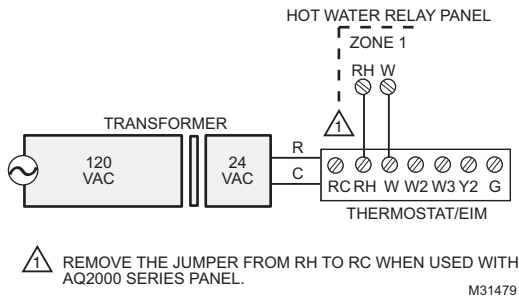 HOT WATER RELAY PANEL
ZONE 1
RH W
1
TRANSFORMER
120
VAC
24
VAC
R
C
RC RH W W2 W3 Y2 G
THERMOSTAT/EIM
1 REMOVE THE JUMPER FROM RH TO RC WHEN USED WITH
AQ2000 SERIES PANEL.
M31479